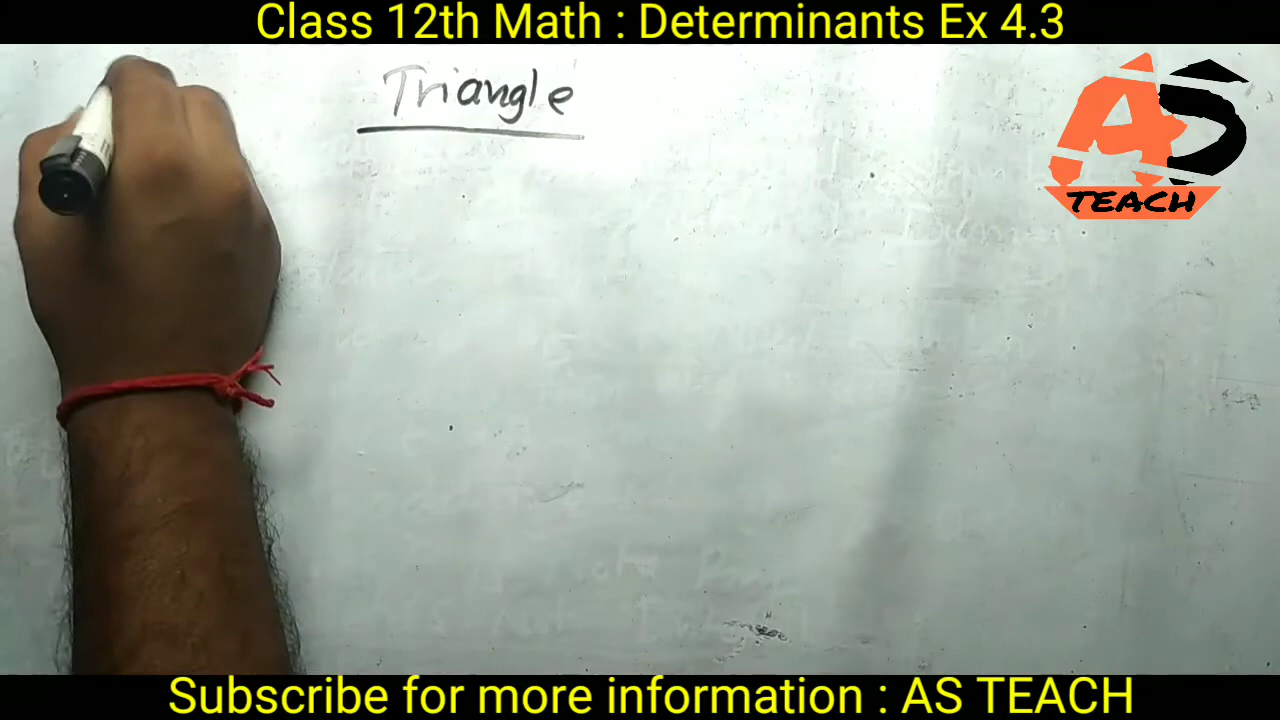 Class 12th Math : Determinants Ex 4.3
Triangle
AS
TEACH
Subscribe for more information : AS TEACH